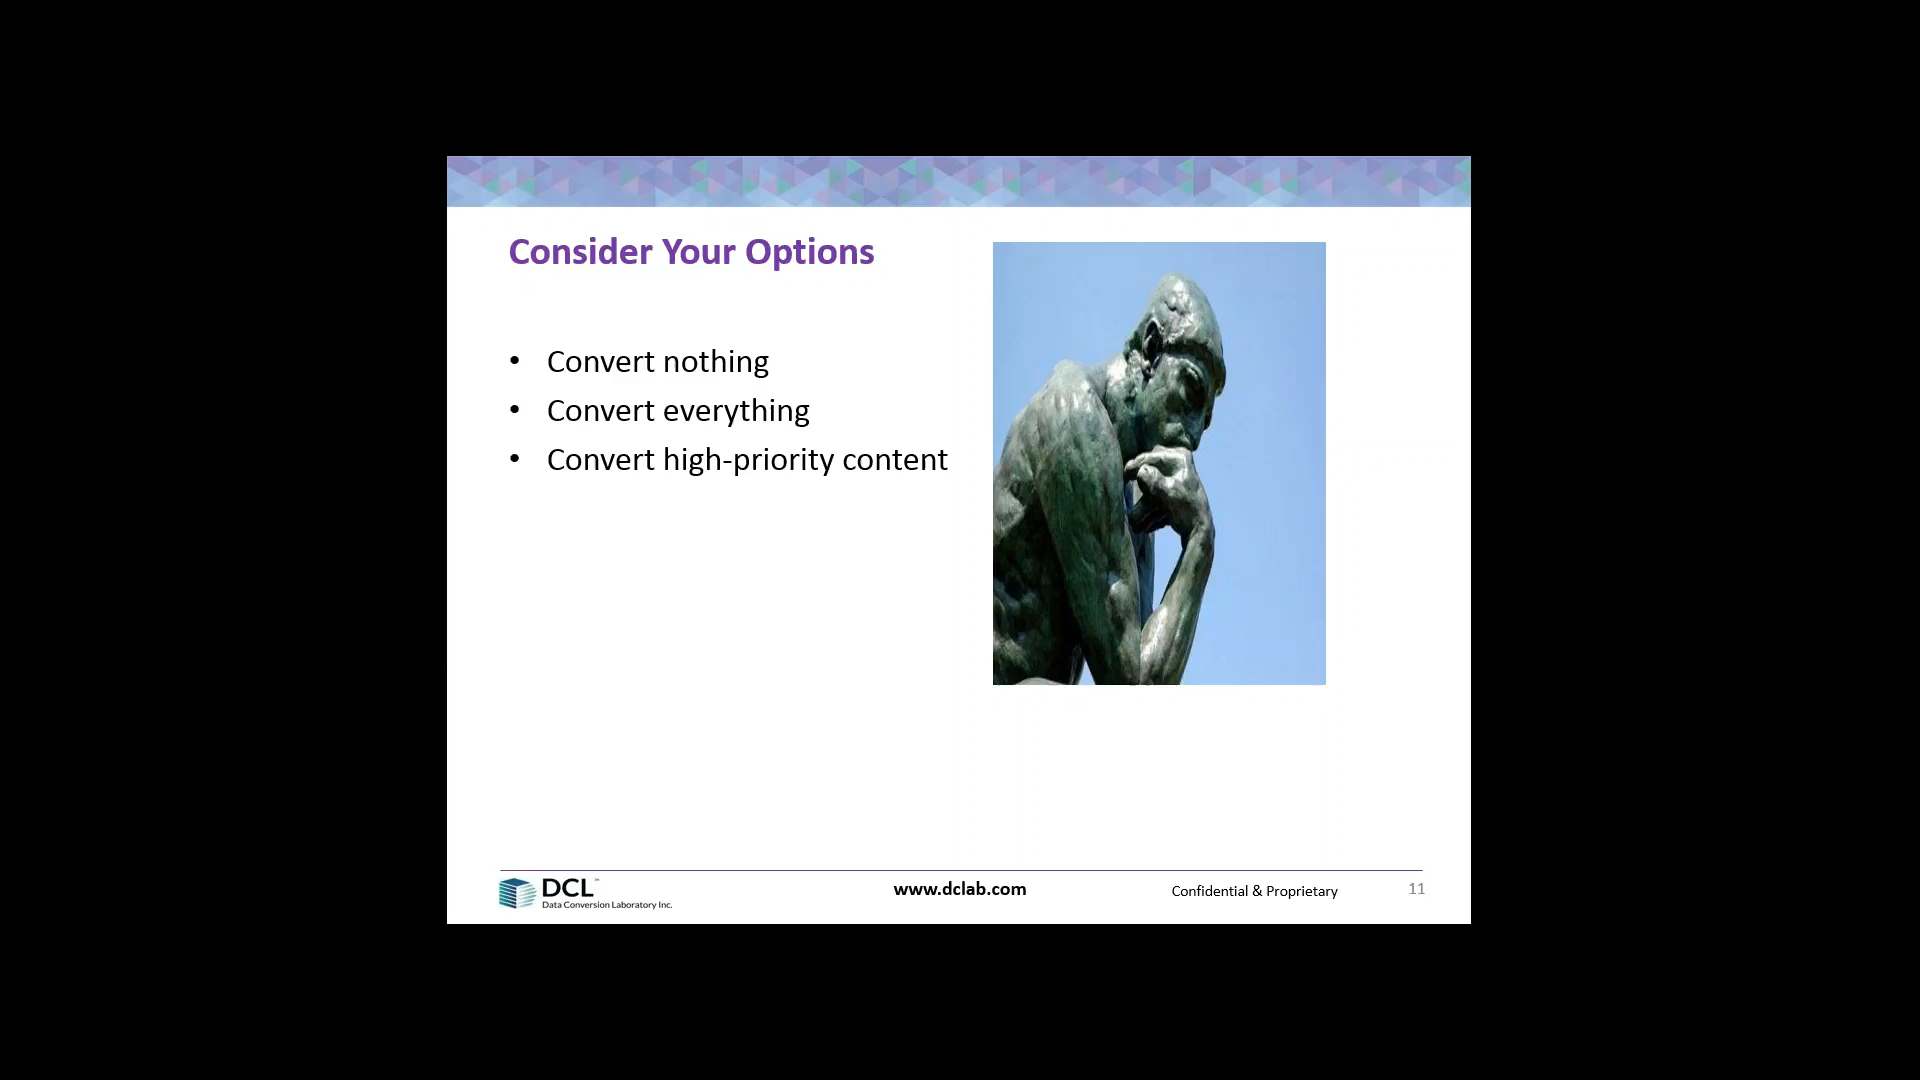 Consider Your Options
• Convert nothing
• Convert everything
• Convert high-priority content
DCL™
Data Conversion Laboratory Inc.
www.dclab.com
Confidential & Proprietary
11